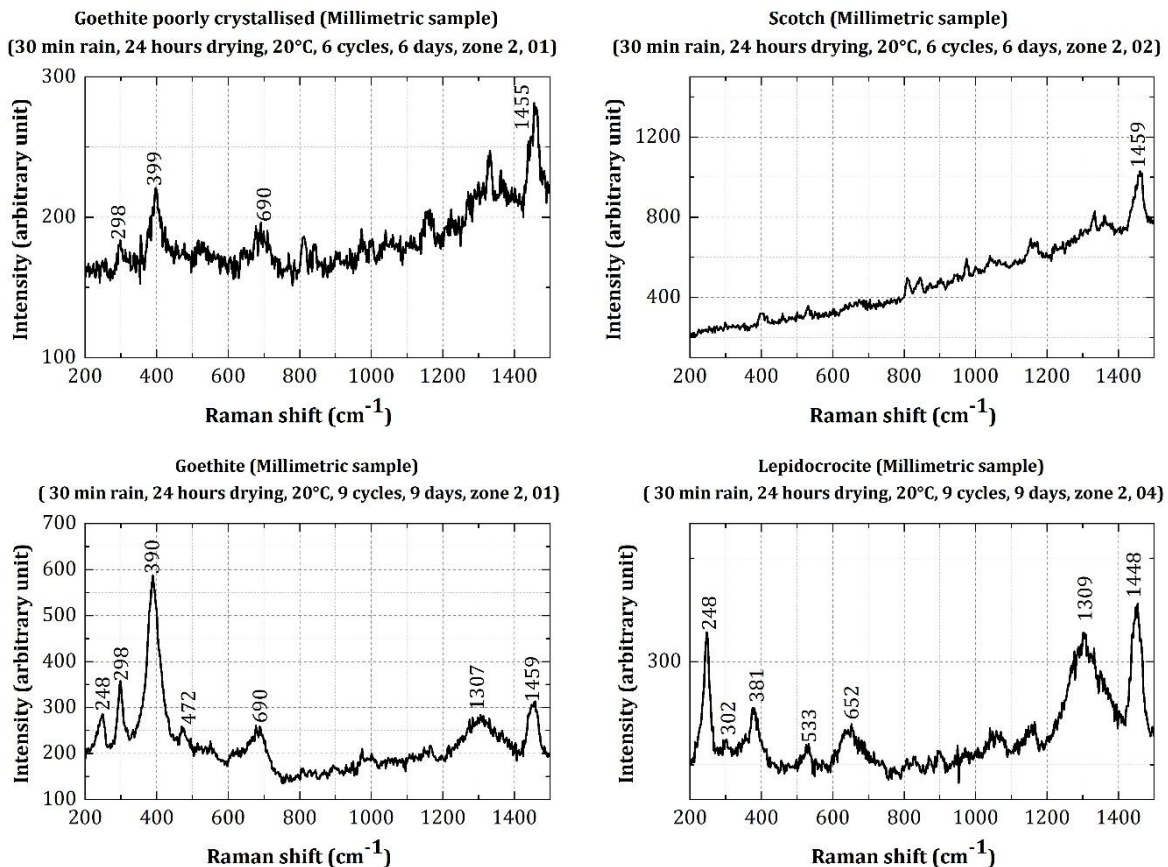 Goethite poorly crystallised (Millimetric sample)
(30 min rain, 24 hours drying, 20°C, 6 cycles, 6 days, zone 2, 01)
300
200
100
Intensity (arbitrary unit)
298
399
690
1455
200 400 600 800 1000 1200 1400
Raman shift (cm-1)
Scotch (Millimetric sample)
(30 min rain, 24 hours drying, 20°C, 6 cycles, 6 days, zone 2, 02)
1200
800
400
Intensity (arbitrary unit)
1459
200 400 600 800 1000 1200 1400
Raman shift (cm-1)
Goethite (Millimetric sample)
( 30 min rain, 24 hours drying, 20°C, 9 cycles, 9 days, zone 2, 01)
700
600
500
400
300
200
100
Intensity (arbitrary unit)
248
298
390
472
690
1307
1459
200 400 600 800 1000 1200 1400
Raman shift (cm-1)
Lepidocrocite (Millimetric sample)
( 30 min rain, 24 hours drying, 20°C, 9 cycles, 9 days, zone 2, 04)
300
Intensity (arbitrary unit)
248
302
381
533
652
1309
1448
200 400 600 800 1000 1200 1400
Raman shift (cm-1)